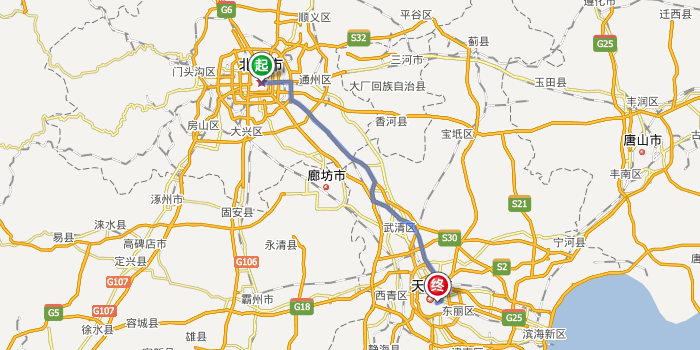 G6
顺义区
平谷区
遵化市
迁西县
S32
蓟县
G25
北
市
起
门头沟区
通州区
三河市
大厂回族自治县
玉田县
丰润区
房山区
大兴区
香河县
宝坻区
唐山市
古
廊坊市
丰南区
涿州市
固安县
S21
涞水县
武清区
易县
高碑店市
永清县
S30
宁河县
定兴县
G106
S2
唐
G107
终
天
西青区
霸州市
G18
东丽区
G5
G107
容城县
G25
徐水县
雄县
滨海新区
静海县